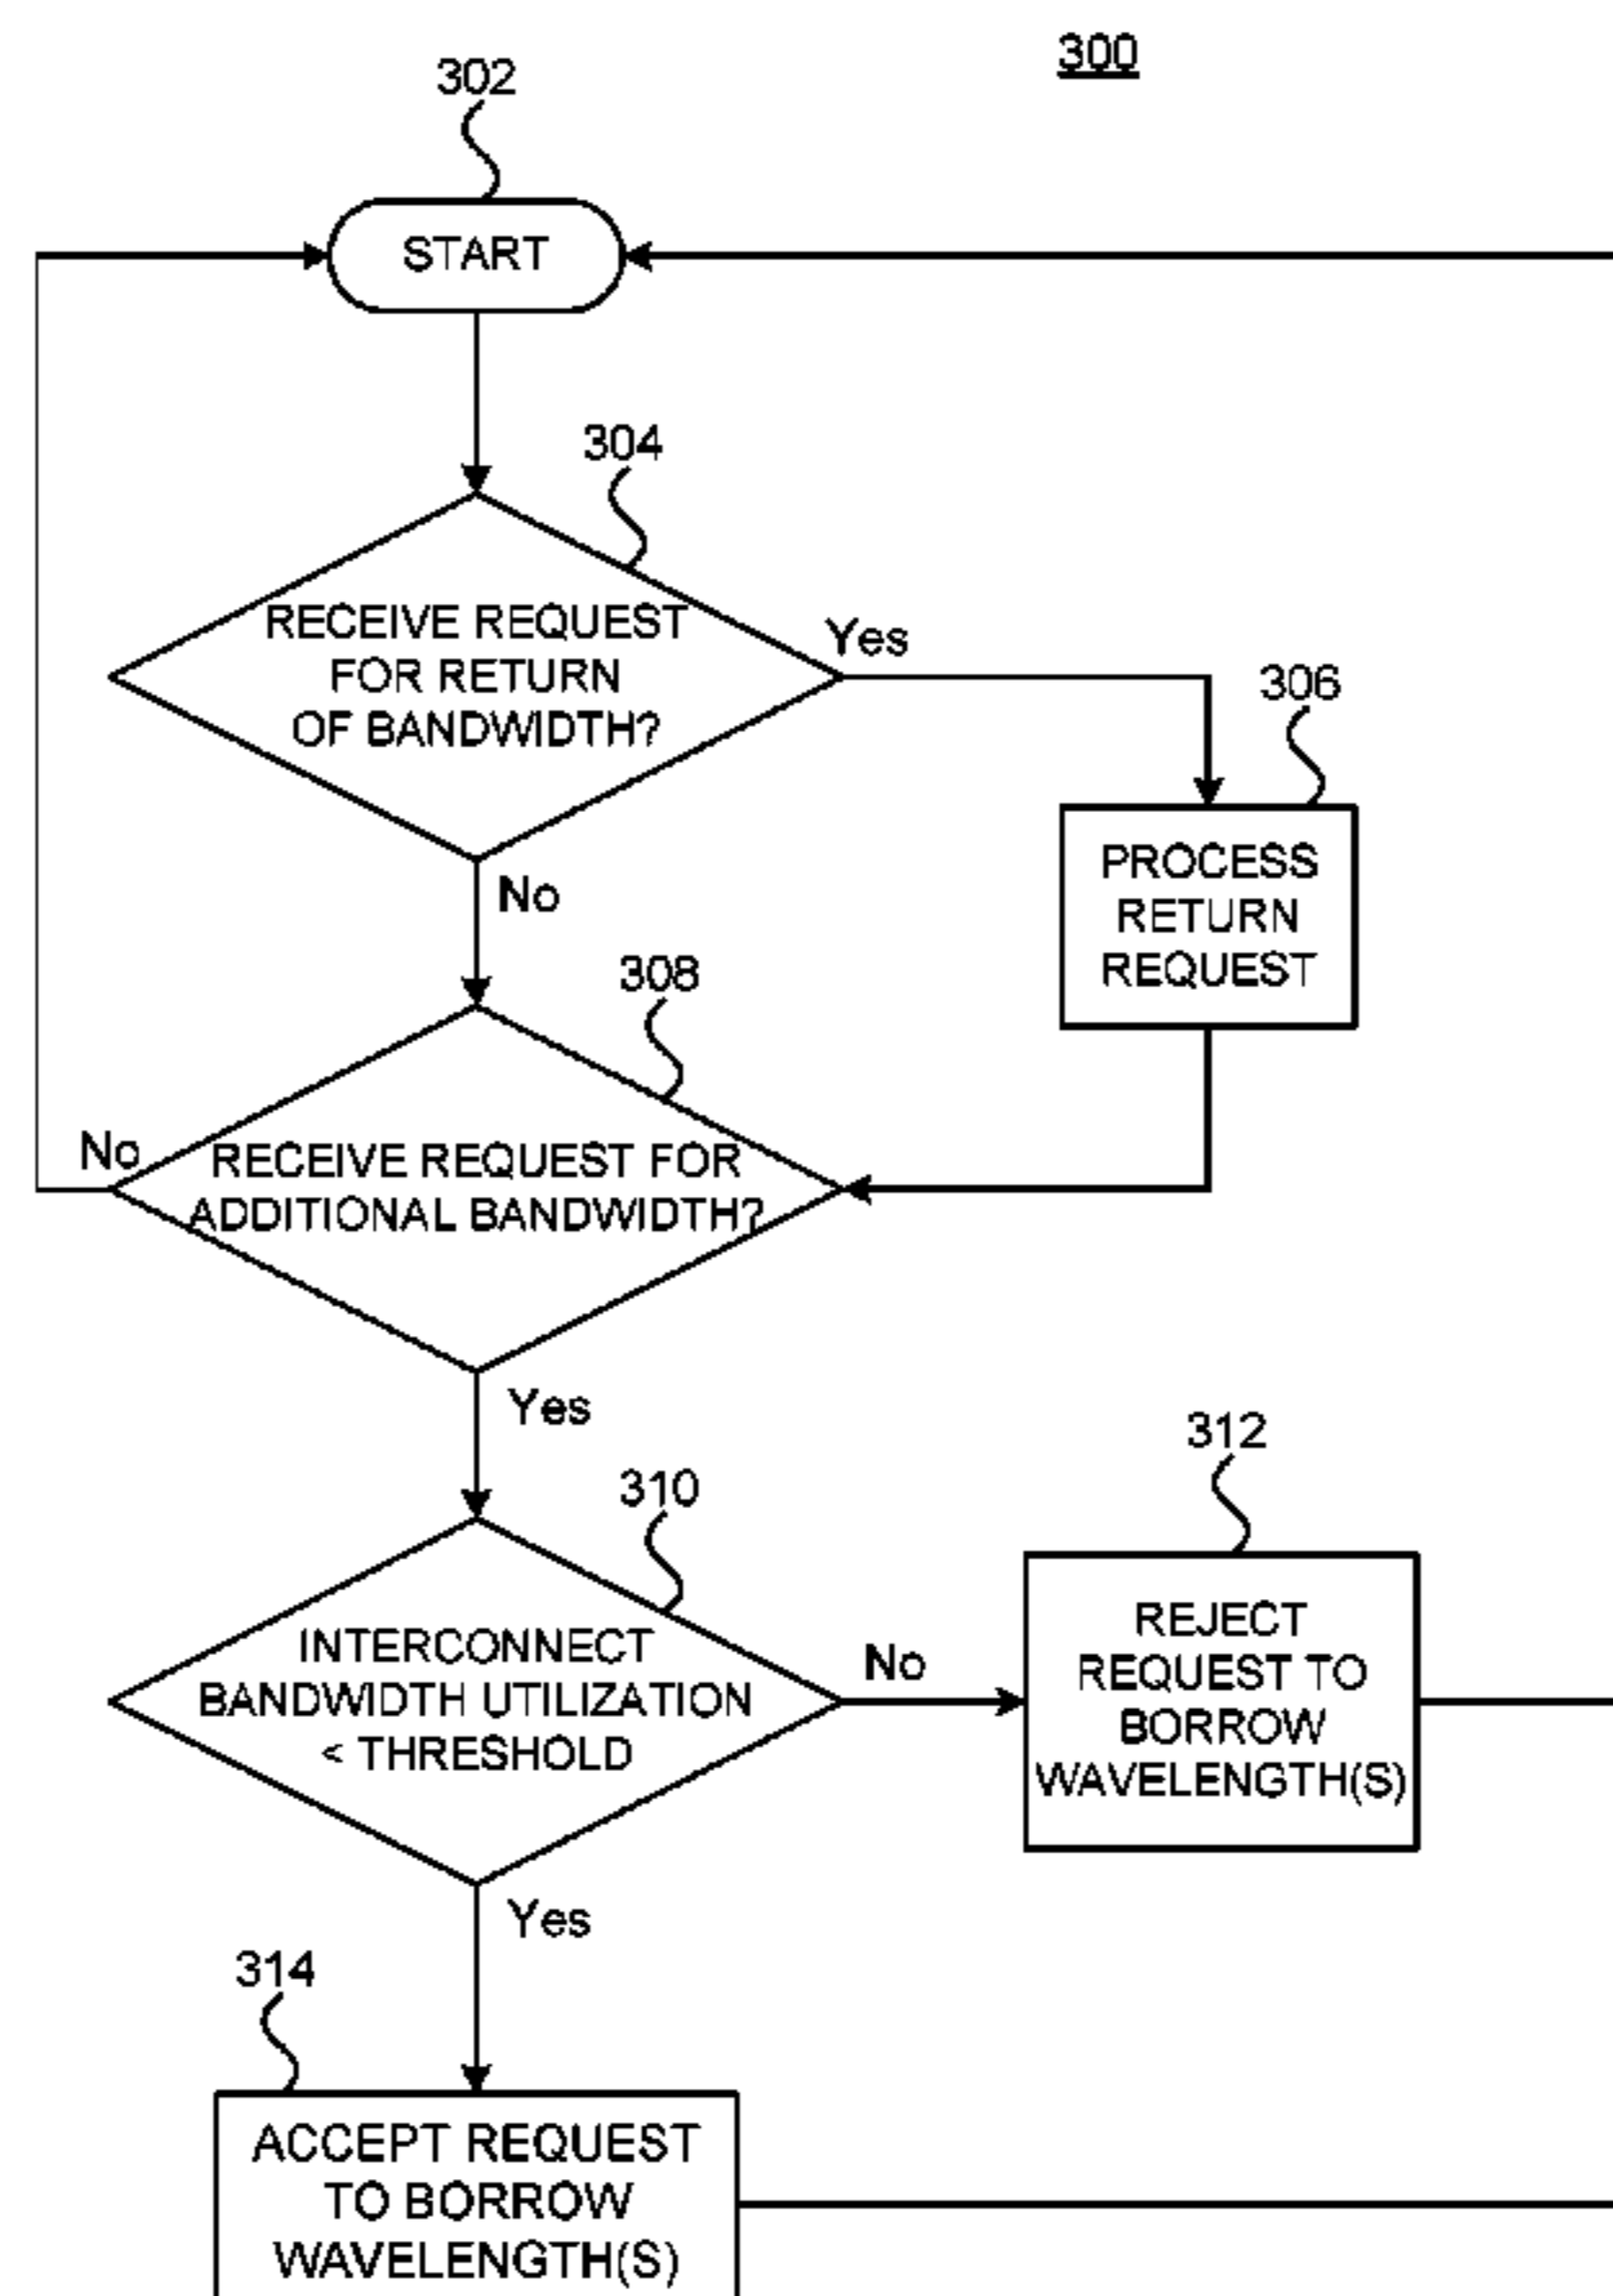 300
302
START
304
RECEIVE REQUEST
FOR RETURN
OF BANDWIDTH?
Yes
306
PROCESS
RETURN
REQUEST
No
308
No
RECEIVE REQUEST FOR
ADDITIONAL BANDWIDTH?
Yes
310
INTERCONNECT
BANDWIDTH UTILIZATION
< THRESHOLD
No
312
REJECT
REQUEST TO
BORROW
WAVELENGTH(S)
Yes
314
ACCEPT REQUEST
TO BORROW
WAVELENGTH(S)